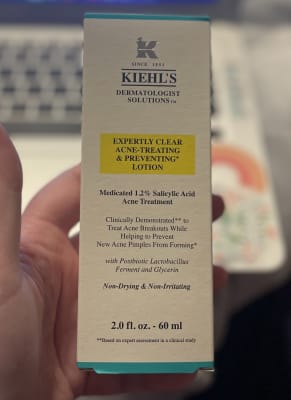 K
SINCE 1851
KIEHL'S
DERMATOLOGIST
SOLUTIONS™
EXPERTLY CLEAR
ACNE-TREATING
& PREVENTING*
LOTION
Medicated 1.2% Salicylic Acid
Acne Treatment
Clinically Demonstrated** to
Treat Acne Breakouts While
Helping to Prevent
New Acne Pimples From Forming*
with Postbiotic Lactobacillus
Ferment and Glycerin
Non-Drying & Non-Irritating
2.0 fl. oz. - 60 ml
**Based on expert assessment in a clinical study